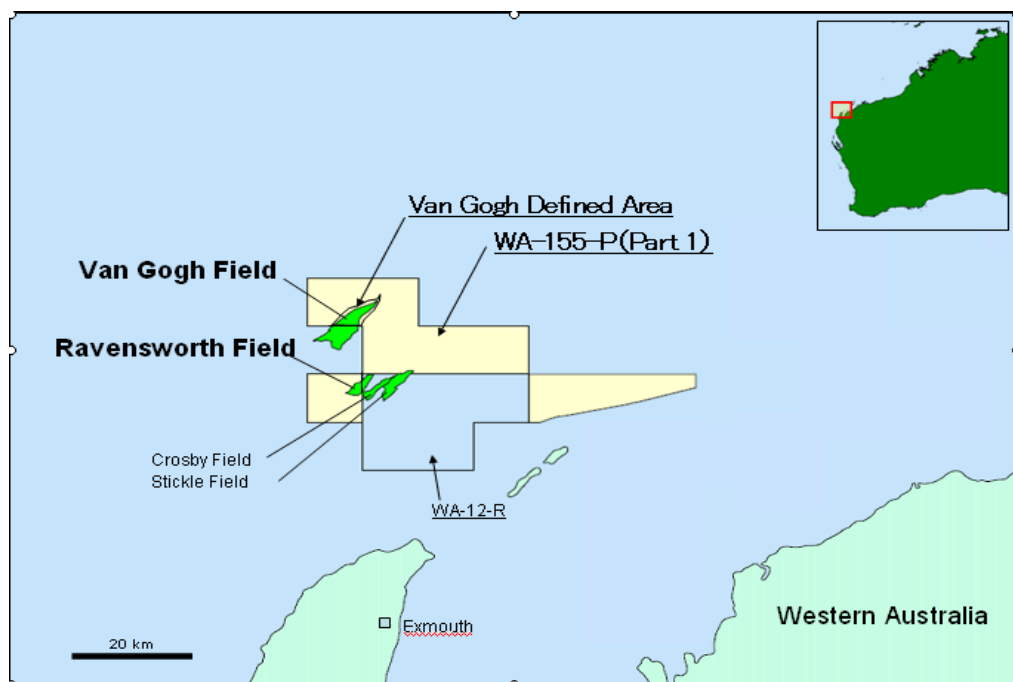 Van Gogh Defined Area
WA-155-P(Part 1)
Van Gogh Field
Ravensworth Field
Crosby Field
Stickle Field
WA-12-R
Exmouth
Western Australia
20 km